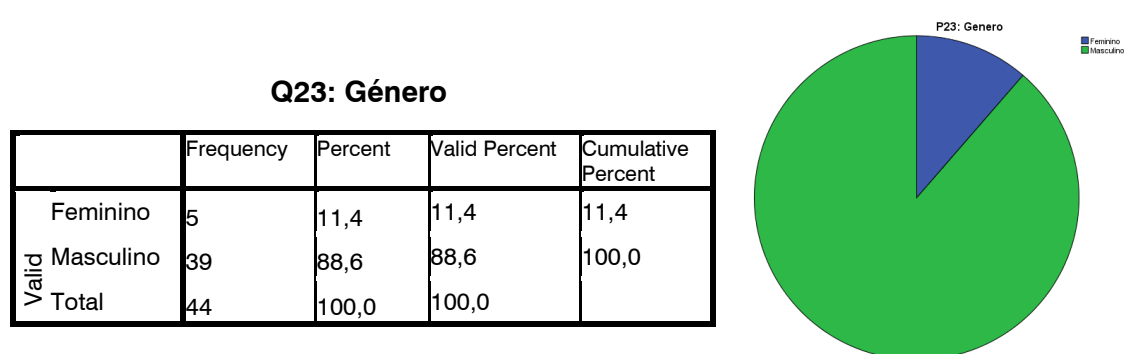 Q23: Género
Frequency Percent Valid Percent Cumulative Percent
Valid
Feminino 5 11,4 11,4 11,4
Masculino 39 88,6 88,6 100,0
Total 44 100,0 100,0
P23: Genero
Feminino
Masculino